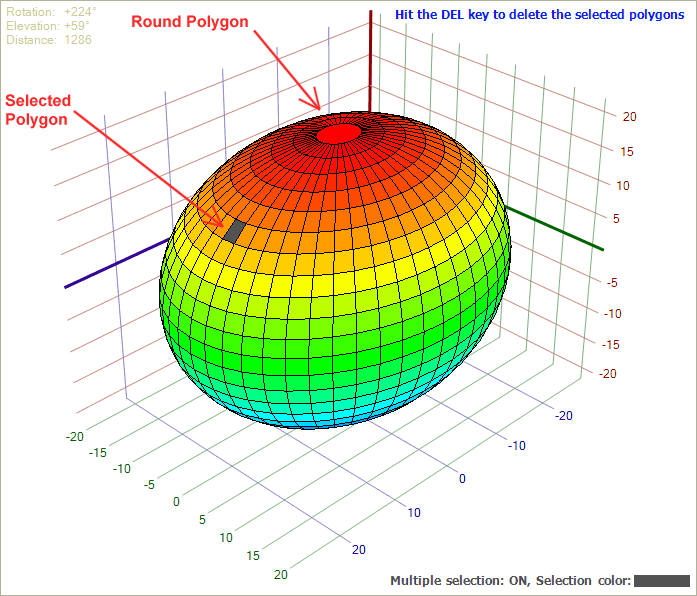 Rotation: +224°
Elevation: +59°
Distance: 1286
Round Polygon
Hit the DEL key to delete the selected polygons
Selected
Polygon
20
15
10
5
-5
-10
-15
-20
-20
-15
-10
-5
0
5
10
15
20
-20
-10
0
10
20
Multiple selection: ON, Selection color: